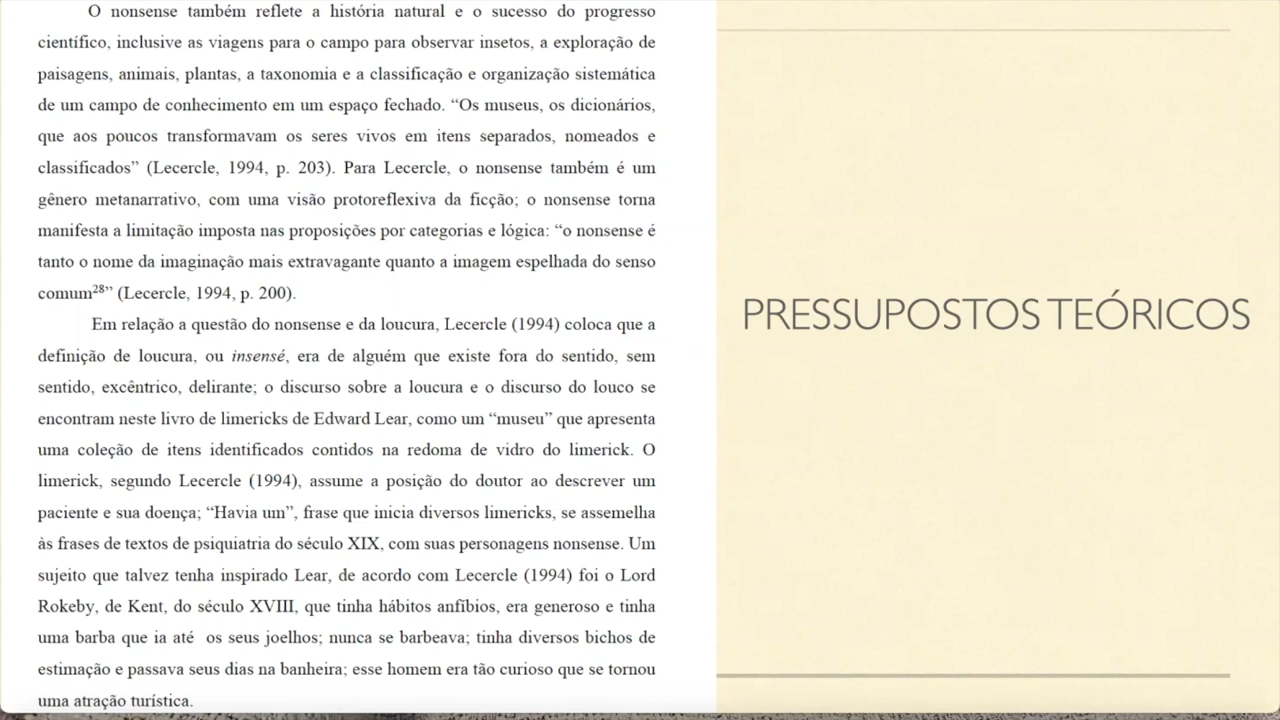 O nonsense também reflete a história natural e o sucesso do progresso
científico, inclusive as viagens para o campo para observar insetos, a exploração de
paisagens, animais, plantas, a taxonomia e a classificação e organização sistemática
de um campo de conhecimento em um espaço fechado. “Os museus, os dicionários,
que aos poucos transformavam os seres vivos em itens separados, nomeados e
classificados” (Lecercle, 1994, p. 203). Para Lecercle, o nonsense também é um
gênero metanarrativo, com uma visão protoreflexiva da ficção; o nonsense torna
manifesta a limitação imposta nas proposições por categorias e lógica: “o nonsense é
tanto o nome da imaginação mais extravagante quanto a imagem espelhada do senso
comum²⁸” (Lecercle, 1994, p. 200).
Em relação a questão do nonsense e da loucura, Lecercle (1994) coloca que a
definição de loucura, ou insensé, era de alguém que existe fora do sentido, sem
sentido, excêntrico, delirante; o discurso sobre a loucura e o discurso do louco se
encontram neste livro de limericks de Edward Lear, como um “museu” que apresenta
uma coleção de itens identificados contidos na redoma de vidro do limerick. O
limerick, segundo Lecercle (1994), assume a posição do doutor ao descrever um
paciente e sua doença; “Havia um”, frase que inicia diversos limericks, se assemelha
às frases de textos de psiquiatria do século XIX, com suas personagens nonsense. Um
sujeito que talvez tenha inspirado Lear, de acordo com Lecercle (1994) foi o Lord
Rokeby, de Kent, do século XVIII, que tinha hábitos anfíbios, era generoso e tinha
uma barba que ia até os seus joelhos; nunca se barbeava; tinha diversos bichos de
estimação e passava seus dias na banheira; esse homem era tão curioso que se tornou
uma atração turística.
PRESSUPOSTOS TEÓRICOS